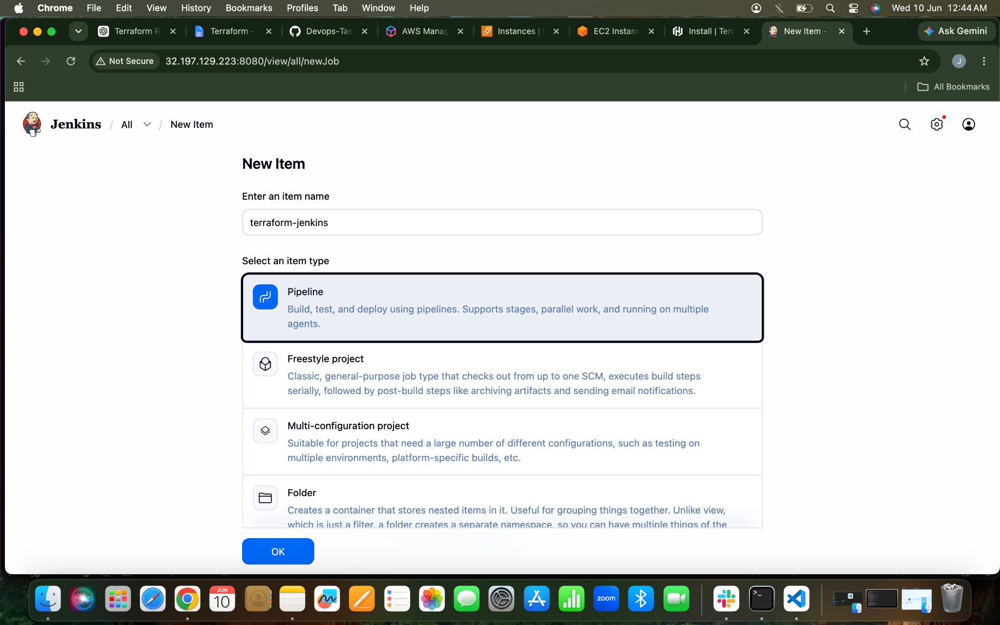 Chrome File Edit View History Bookmarks Profiles Tab Window Help Wed 10 Jun 12:44 AM
Terraform R Terraform - Devops-Tas AWS Manag Instances | EC2 Instanc Install | Terr New Item - Ask Gemini
Not Secure 32.197.129.223:8080/view/all/newJob J
All Bookmarks
Jenkins / All / New Item
New Item
Enter an item name
terraform-jenkins
Select an item type
Pipeline
Build, test, and deploy using pipelines. Supports stages, parallel work, and running on multiple
agents.
Freestyle project
Classic, general-purpose job type that checks out from up to one SCM, executes build steps
serially, followed by post-build steps like archiving artifacts and sending email notifications.
Multi-configuration project
Suitable for projects that need a large number of different configurations, such as testing on
multiple environments, platform-specific builds, etc.
Folder
Creates a container that stores nested items in it. Useful for grouping things together. Unlike view,
which is just a filter, a folder creates a separate namespace, so you can have multiple things of the
OK
JUN
10
zoom